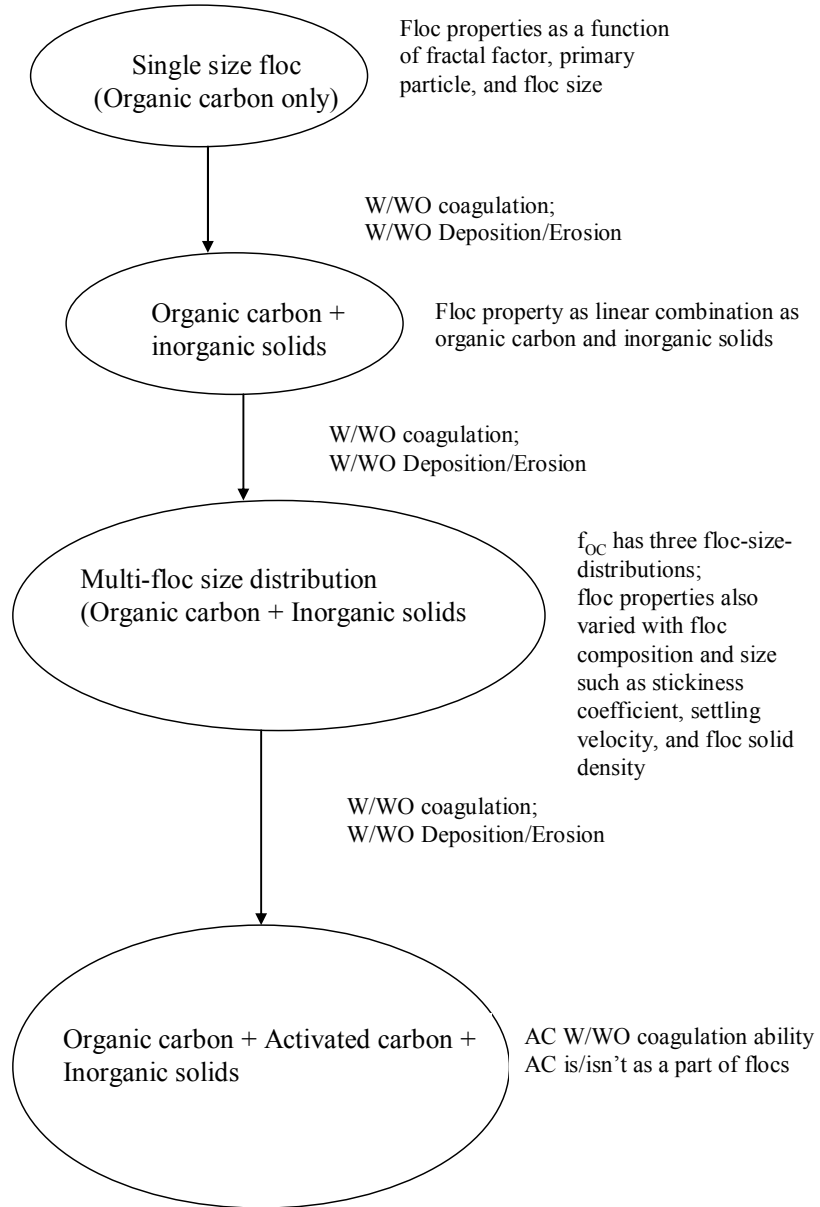 Floc properties as a function
of fractal factor, primary
particle, and floc size
Single size floc
(Organic carbon only)
W/WO coagulation;
W/WO Deposition/Erosion
Organic carbon +
inorganic solids
Floc property as linear combination as
organic carbon and inorganic solids
W/WO coagulation;
W/WO Deposition/Erosion
Multi-floc size distribution
(Organic carbon + Inorganic solids
fOC has three floc-size-
distributions;
floc properties also
varied with floc
composition and size
such as stickiness
coefficient, settling
velocity, and floc solid
density
W/WO coagulation;
W/WO Deposition/Erosion
Organic carbon + Activated carbon +
Inorganic solids
AC W/WO coagulation ability
AC is/isn't as a part of flocs